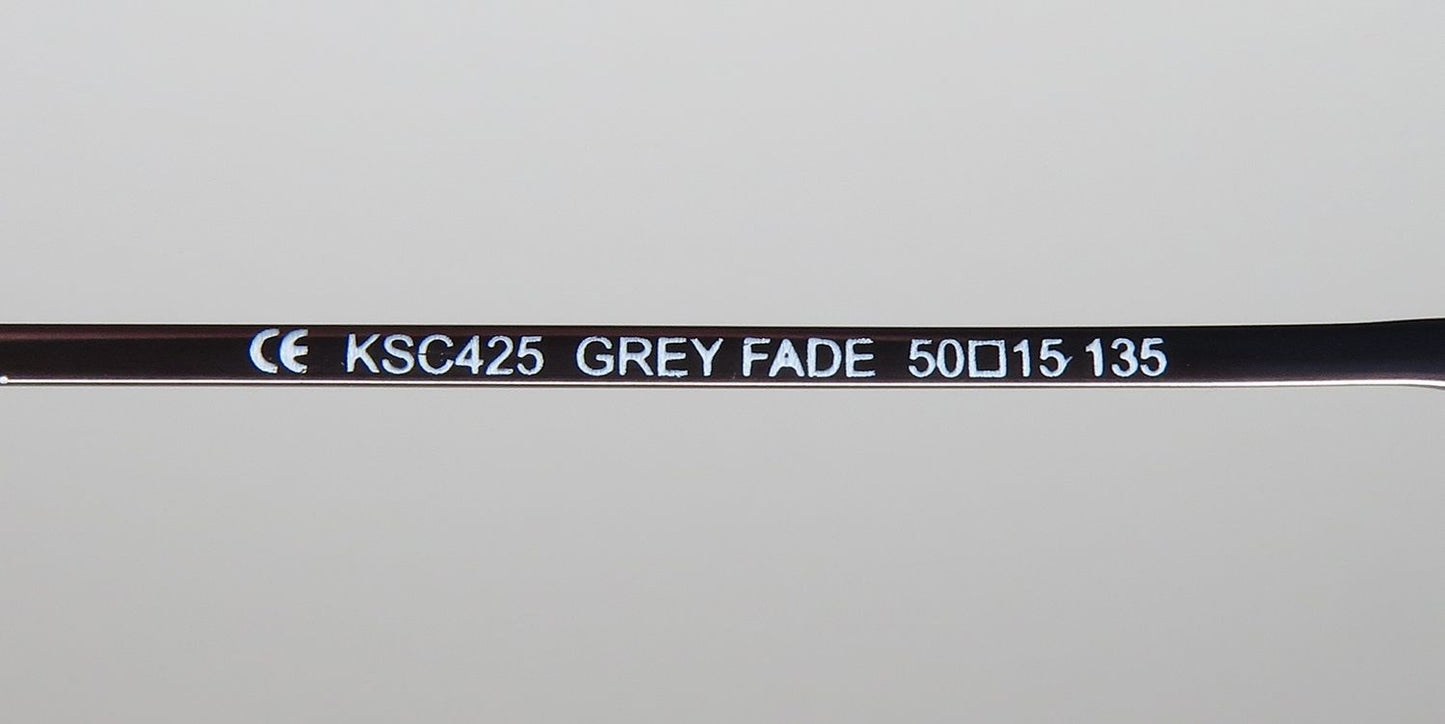 CE KSC425 GREY FADE 50□15 135